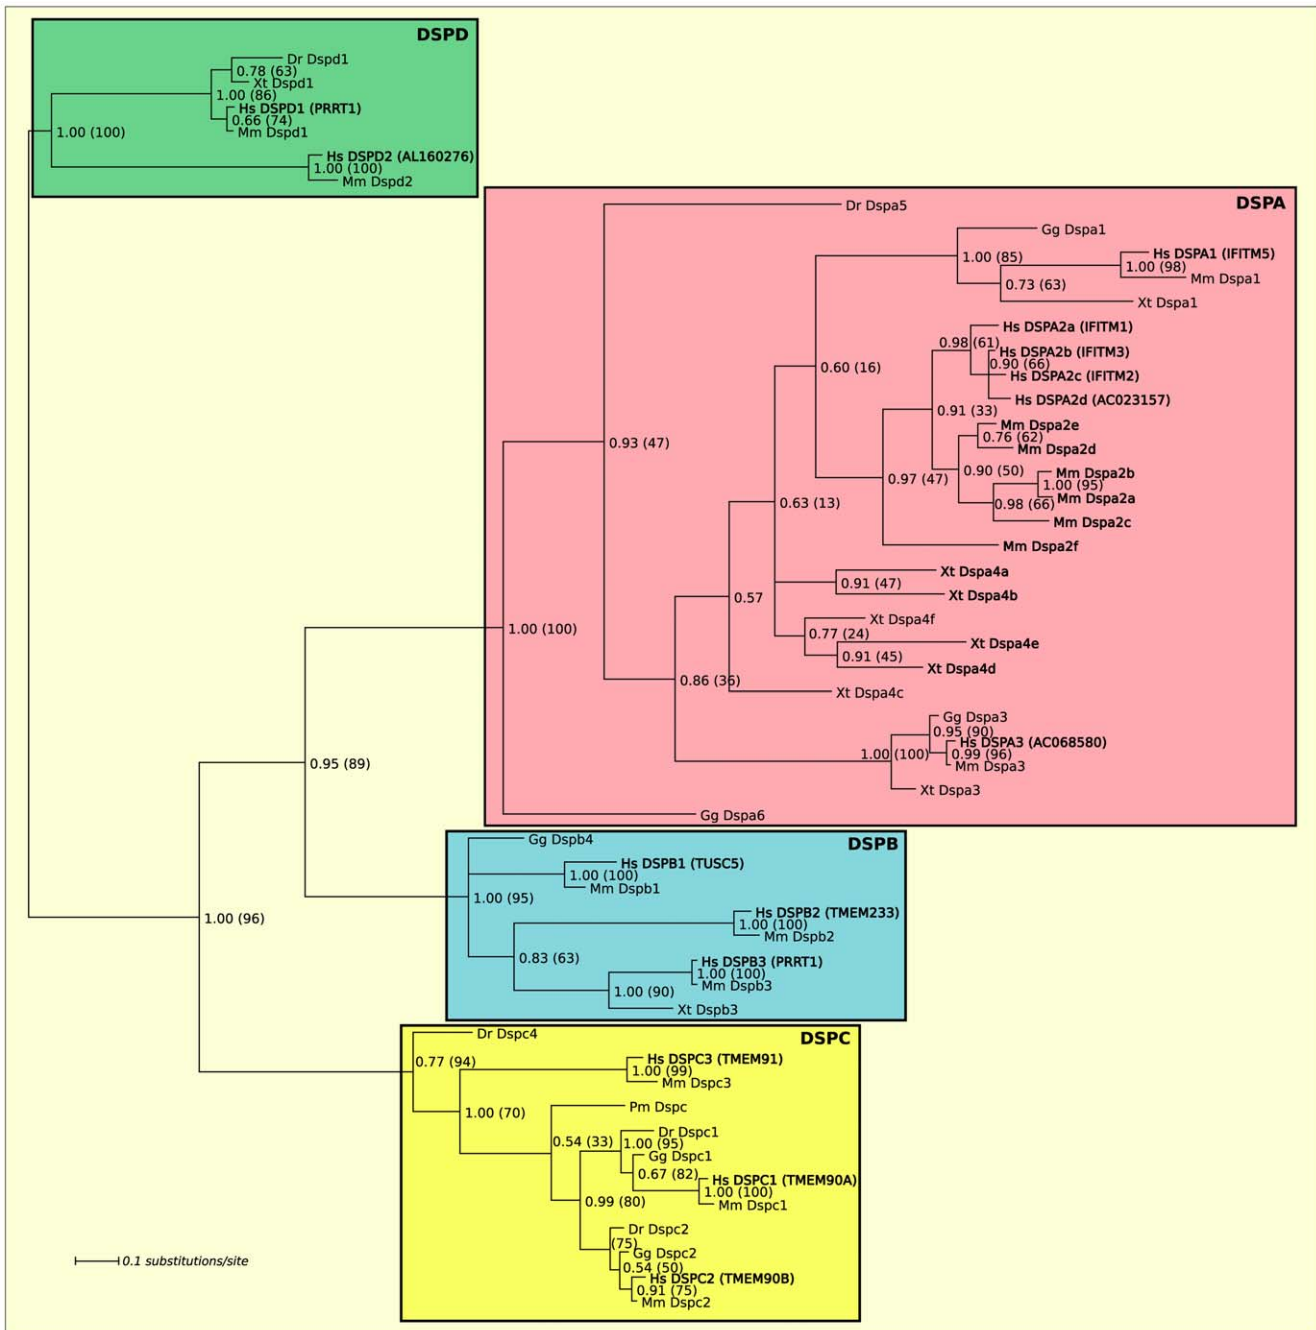 DSPD
Dr Dspd1
0.78 (63)
Xt Dspd1
1.00 (86)
Hs DSPD1 (PRRT1)
0.66 (74)
1.00 (100)
Mm Dspd1
Hs DSPD2 (AL160276)
1.00 (100)
Mm Dspd2
DSPA
Dr Dspa5
Gg Dspa1
1.00 (85)
Hs DSPA1 (IFITM5)
1.00 (98)
Mm Dspa1
0.73 (63)
Xt Dspa1
Hs DSPA2a (IFITM1)
0.98 (61)
Hs DSPA2b (IFITM3)
0.90 (66)
0.60 (16)
Hs DSPA2c (IFITM2)
Hs DSPA2d (AC023157)
0.91 (33)
Mm Dspa2e
0.76 (62)
0.93 (47)
Mm Dspa2d
0.90 (50)
Mm Dspa2b
0.97 (47)
1.00 (95)
Mm Dspa2a
0.63 (13)
0.98 (66)
Mm Dspa2c
Mm Dspa2f
Xt Dspa4a
0.91 (47)
Xt Dspa4b
0.57
Xt Dspa4f
1.00 (100)
0.77 (24)
Xt Dspa4e
0.91 (45)
Xt Dspa4d
0.86 (36)
Xt Dspa4c
Gg Dspa3
0.95 (90)
Hs DSPA3 (AC068580)
1.00 (100)
0.99 (96)
Mm Dspa3
0.95 (89)
Xt Dspa3
Gg Dspa6
DSPB
Gg Dspb4
Hs DSPB1 (TUSC5)
1.00 (100)
Mm Dspb1
1.00 (95)
Hs DSPB2 (TMEM233)
1.00 (96)
1.00 (100)
Mm Dspb2
0.83 (63)
Hs DSPB3 (PRRT1)
1.00 (100)
Mm Dspb3
1.00 (90)
Xt Dspb3
DSPC
Dr Dspc4
Hs DSPC3 (TMEM91)
0.77 (94)
1.00 (99)
Mm Dspc3
Pm Dspc
1.00 (70)
Dr Dspc1
0.54 (33)
1.00 (95)
Gg Dspc1
0.67 (82)
Hs DSPC1 (TMEM90A)
1.00 (100)
0.99 (80)
Mm Dspc1
Dr Dspc2
(75)
Gg Dspc2
0.1 substitutions/site
0.54 (50)
Hs DSPC2 (TMEM90B)
0.91 (75)
Mm Dspc2